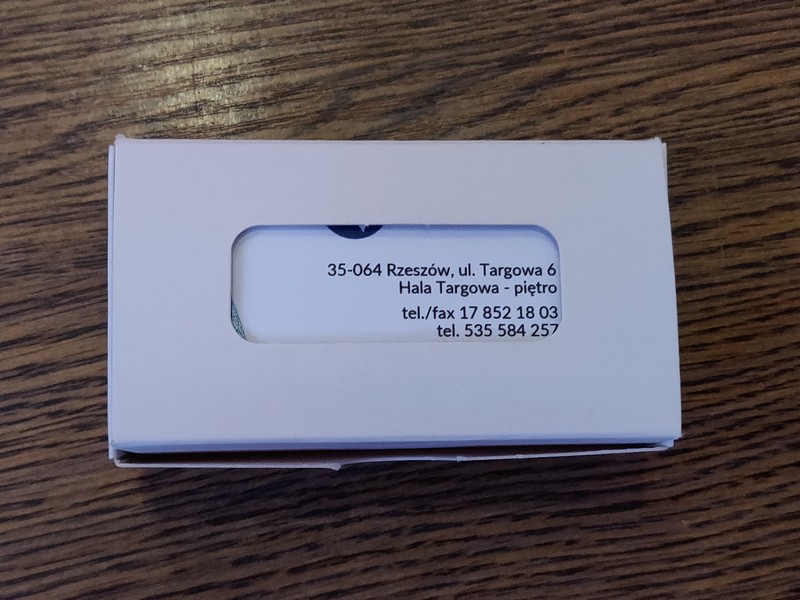 35-064 Rzeszów, ul. Targowa 6
Hala Targowa - piętro
tel./fax 17 852 18 03
tel. 535 584 257